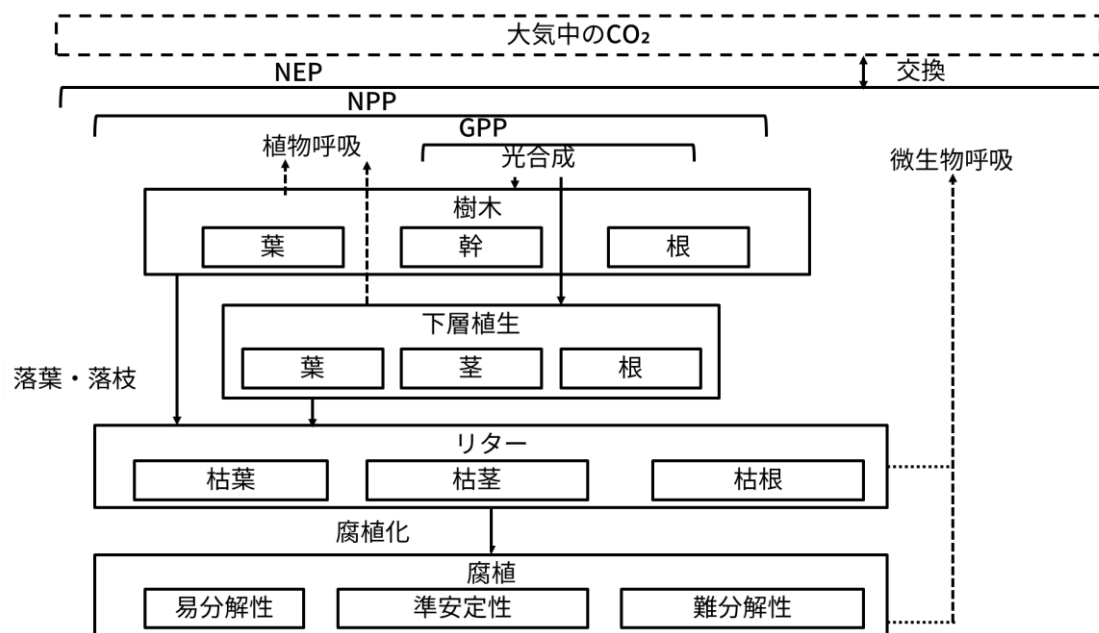 大気中のCO₂
NEP
交換
NPP
GPP
植物呼吸
光合成
微生物呼吸
樹木
葉
幹
根
下層植生
葉
茎
根
落葉・落枝
リター
枯葉
枯茎
枯根
腐植化
腐植
易分解性
準安定性
難分解性